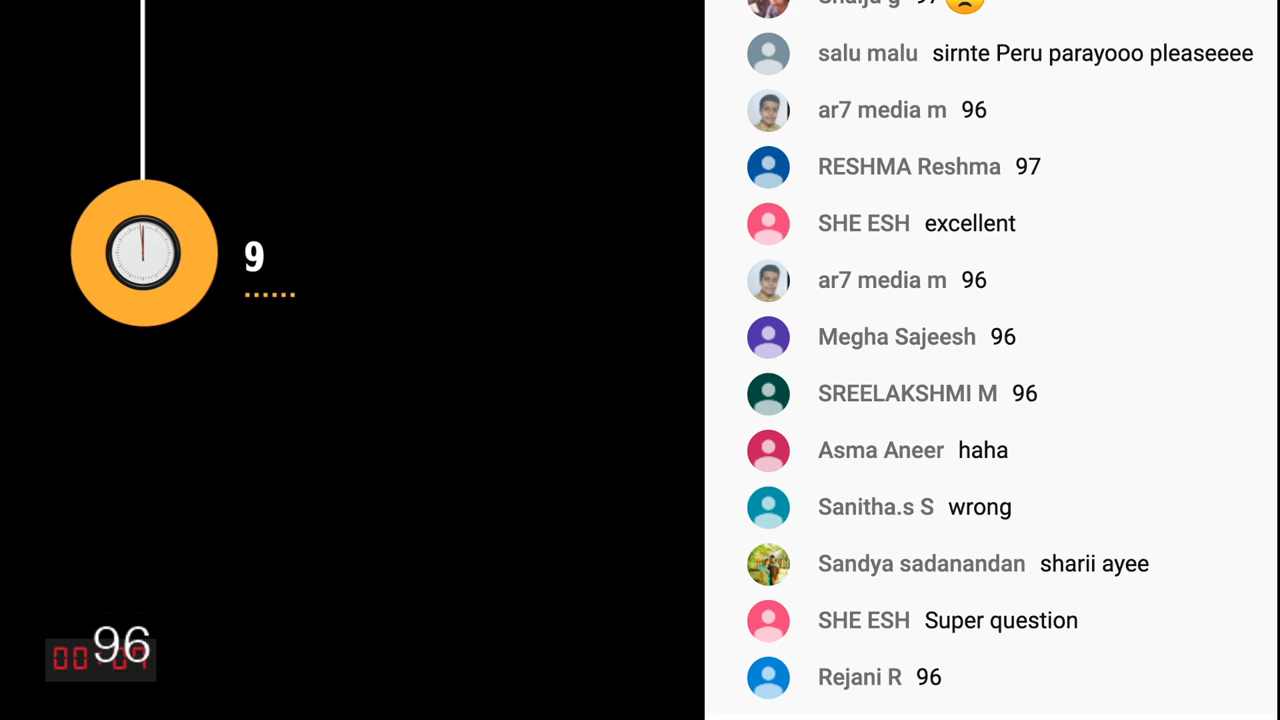 9
96
Shaija g 97
salu malu sirnte Peru parayooo pleaseeee
ar7 media m 96
RESHMA Reshma 97
SHE ESH excellent
ar7 media m 96
Megha Sajeesh 96
SREELAKSHMI M 96
Asma Aneer haha
Sanitha.s S wrong
Sandya sadanandan sharii ayee
SHE ESH Super question
Rejani R 96